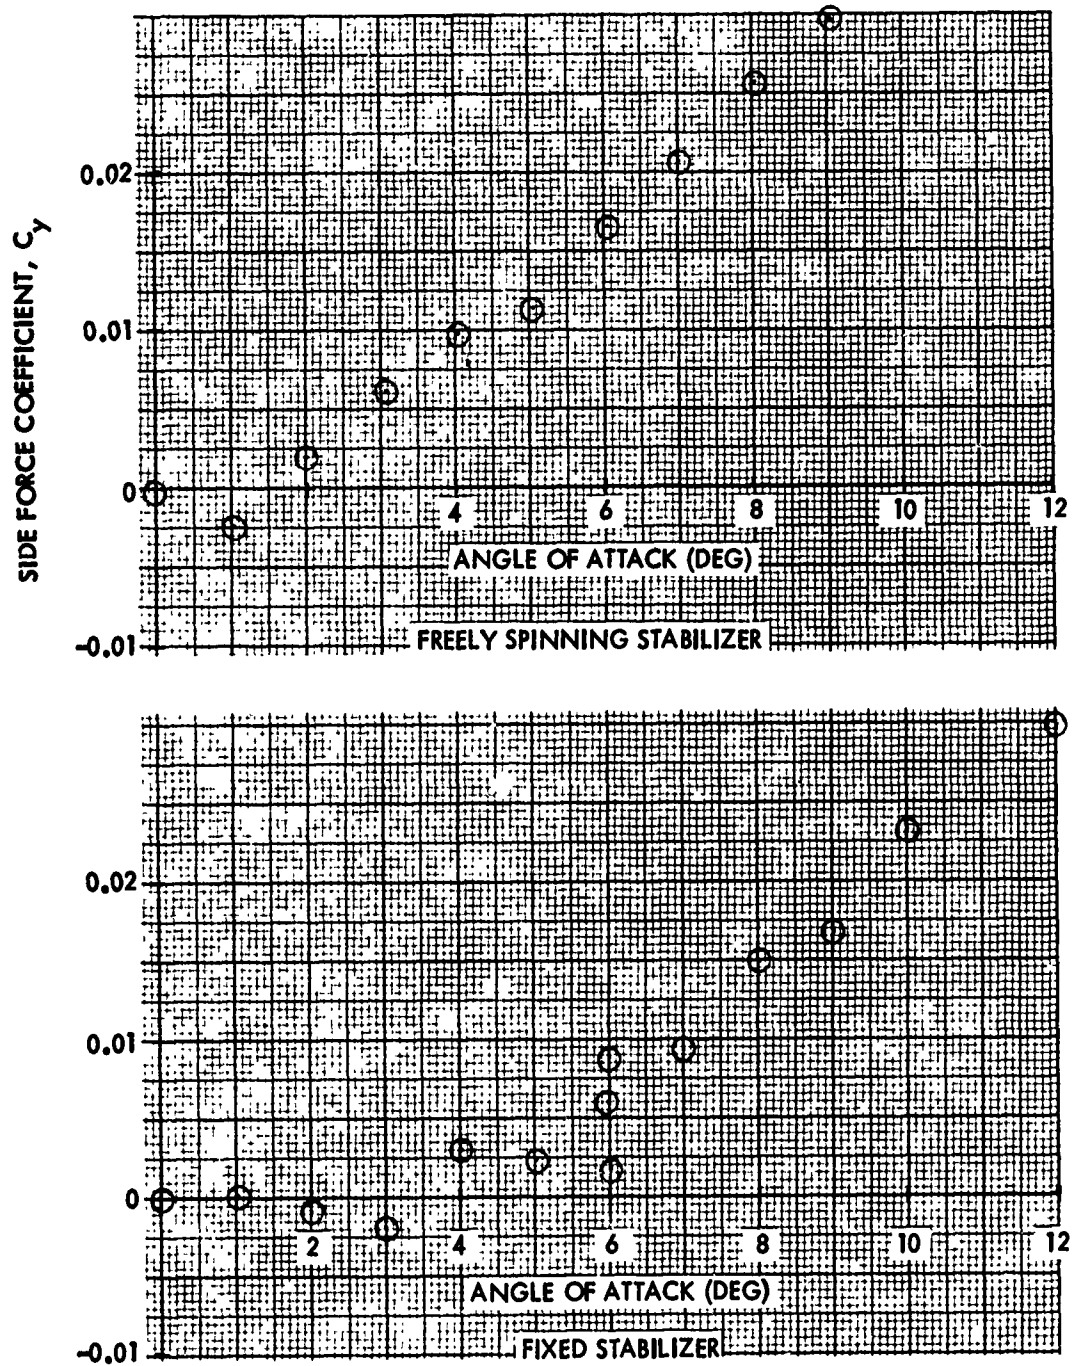 SIDE FORCE COEFFICIENT, Cy
0.02
0.01
0
-0.01
4 6 8 10 12
ANGLE OF ATTACK (DEG)
FREELY SPINNING STABILIZER
0.02
0.01
0
-0.01
2 4 6 8 10 12
ANGLE OF ATTACK (DEG)
FIXED STABILIZER